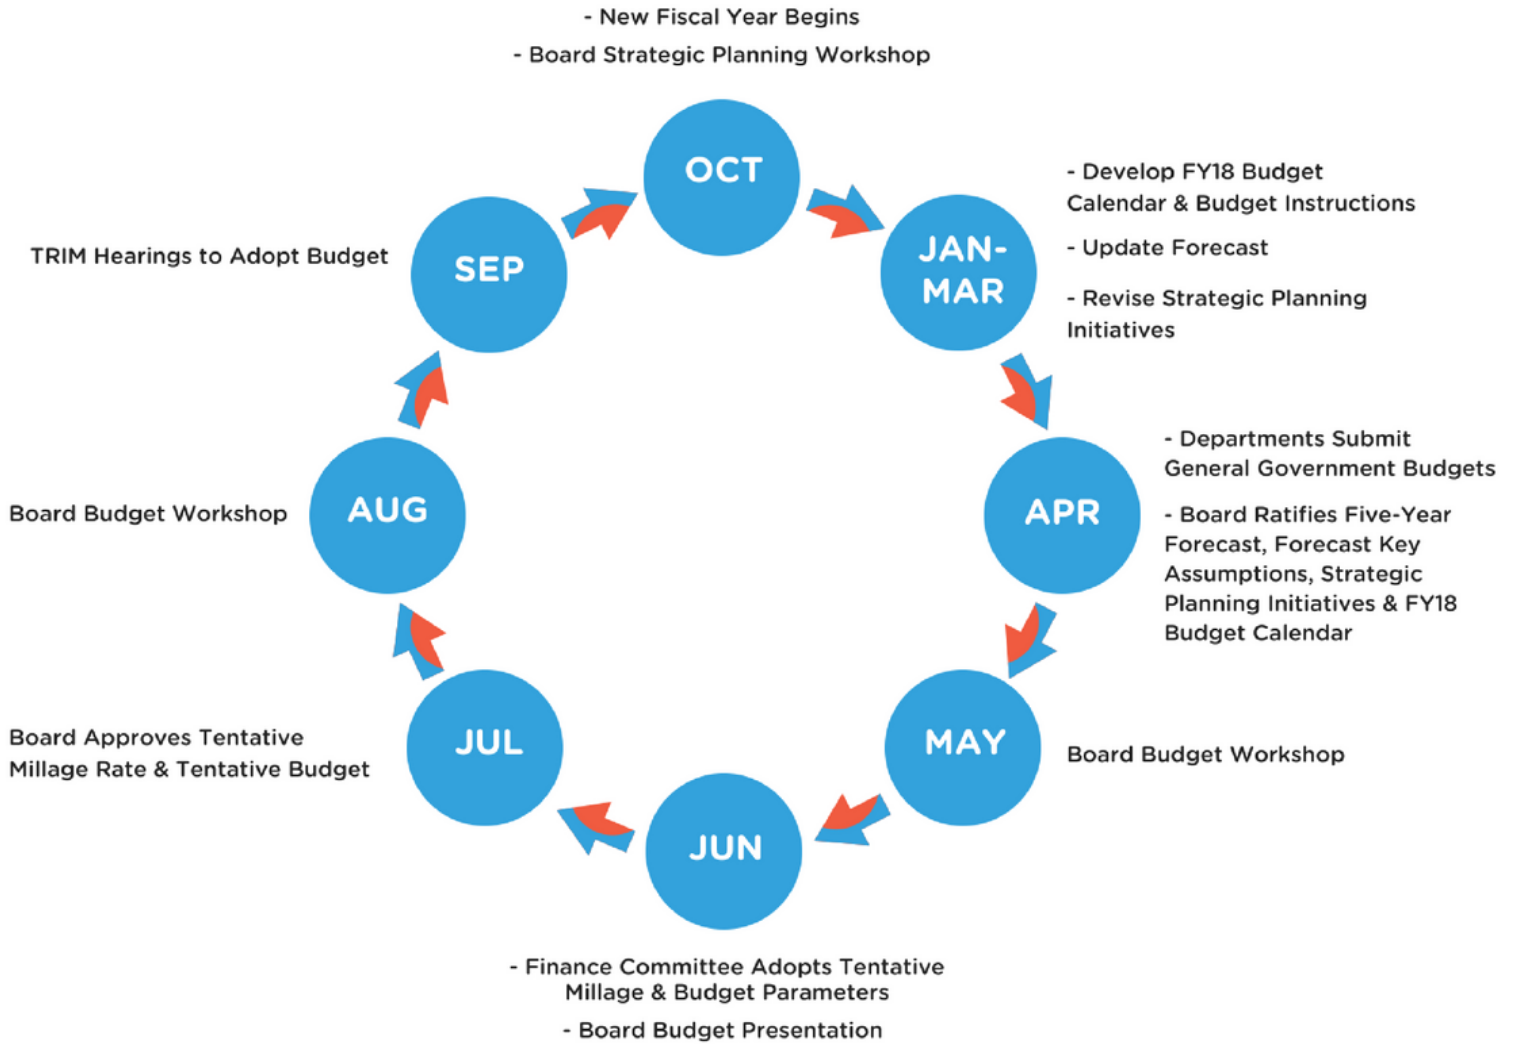 - New Fiscal Year Begins
- Board Strategic Planning Workshop
OCT
JAN-
MAR
- Develop FY18 Budget
Calendar & Budget Instructions
- Update Forecast
- Revise Strategic Planning
Initiatives
APR
- Departments Submit
General Government Budgets
- Board Ratifies Five-Year
Forecast, Forecast Key
Assumptions, Strategic
Planning Initiatives & FY18
Budget Calendar
MAY
Board Budget Workshop
JUN
- Finance Committee Adopts Tentative
Millage & Budget Parameters
- Board Budget Presentation
JUL
Board Approves Tentative
Millage Rate & Tentative Budget
AUG
Board Budget Workshop
SEP
TRIM Hearings to Adopt Budget